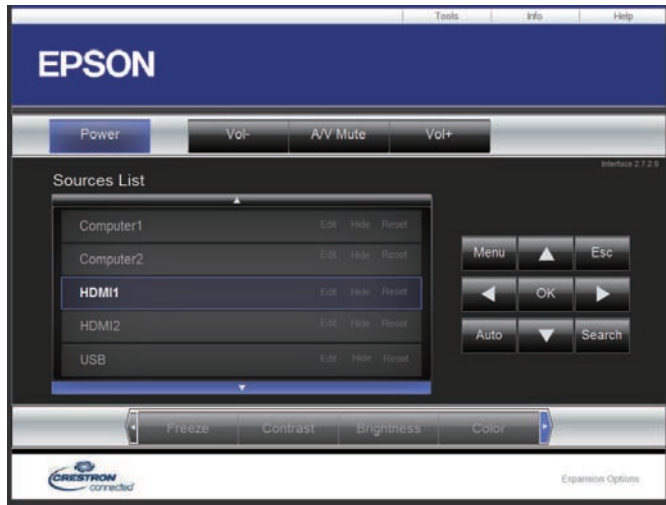 Tools Info Help
EPSON
Power Vol- A/V Mute Vol+
Interface 2.7.2.9
Sources List
Computer1 Edit Hide Reset
Computer2 Edit Hide Reset
HDMI1 Edit Hide Reset
HDMI2 Edit Hide Reset
USB Edit Hide Reset
Menu Esc
OK
Auto Search
Freeze Contrast Brightness Color
CRESTRON
connected
Expansion Options